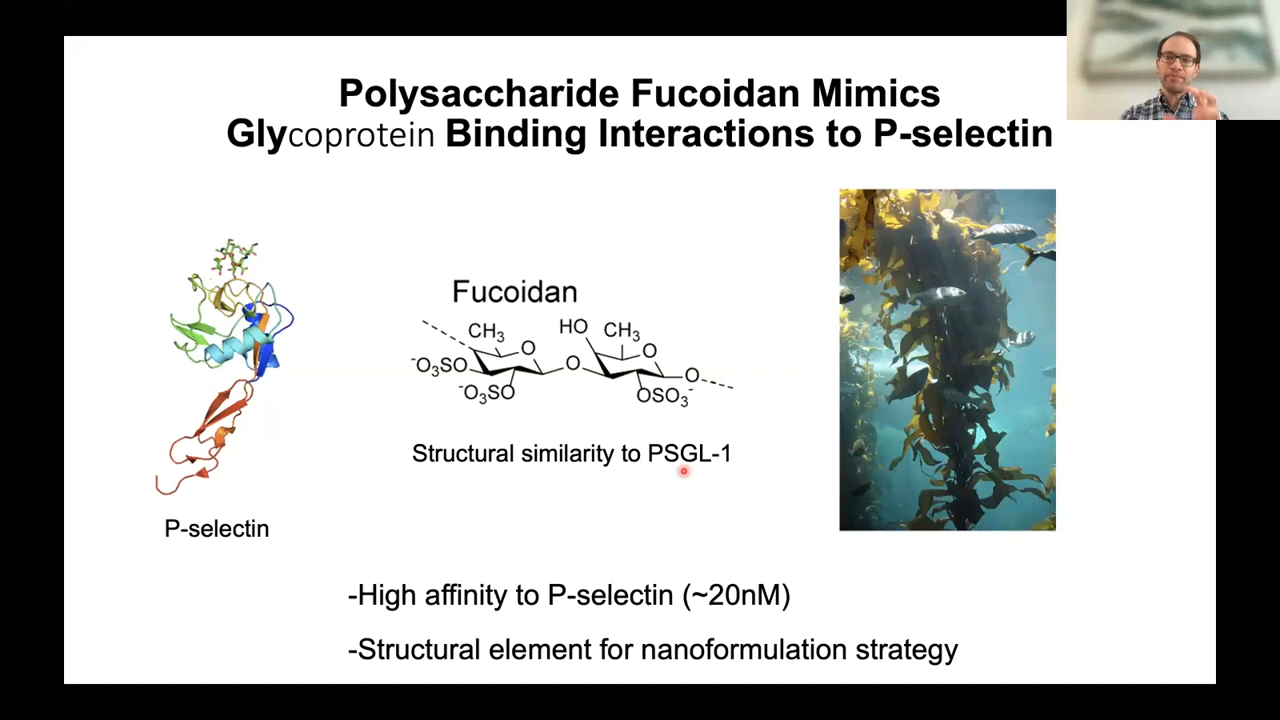 Polysaccharide Fucoidan Mimics
Glycoprotein Binding Interactions to P-selectin
Fucoidan
CH3
HO
CH3
O
O
-O3SO
O
O
-O3SO
OSO3-
Structural similarity to PSGL-1
P-selectin
-High affinity to P-selectin (~20nM)
-Structural element for nanoformulation strategy